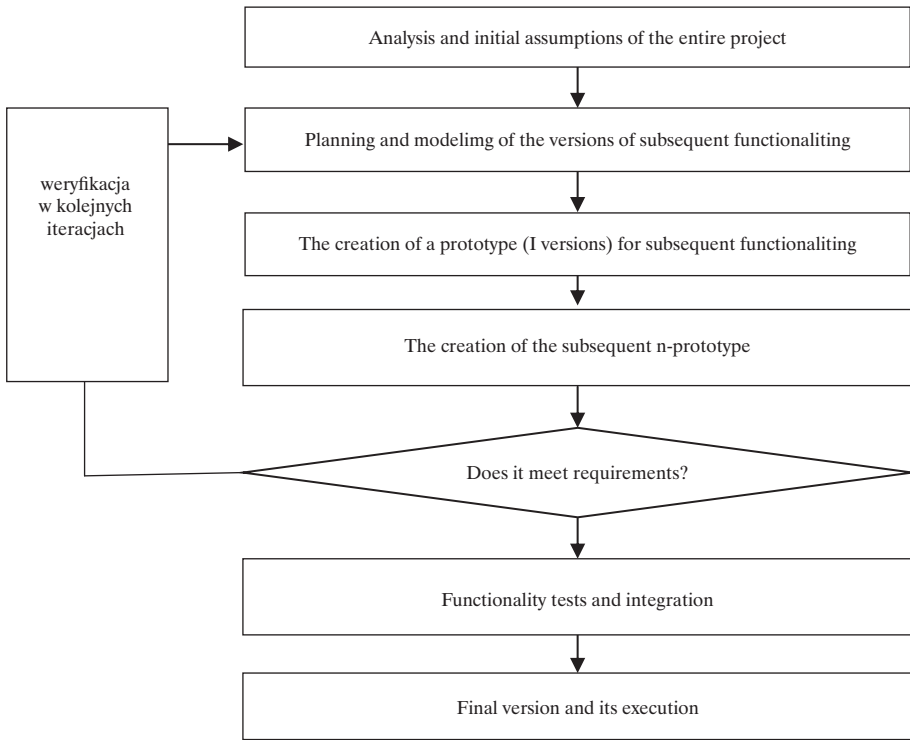 Analysis and initial assumptions of the entire project
Planning and modelimg of the versions of subsequent functionaliting
weryfikacja
w kolejnych
iteracjach
The creation of a prototype (I versions) for subsequent functionaliting
The creation of the subsequent n-prototype
Does it meet requirements?
Functionality tests and integration
Final version and its execution